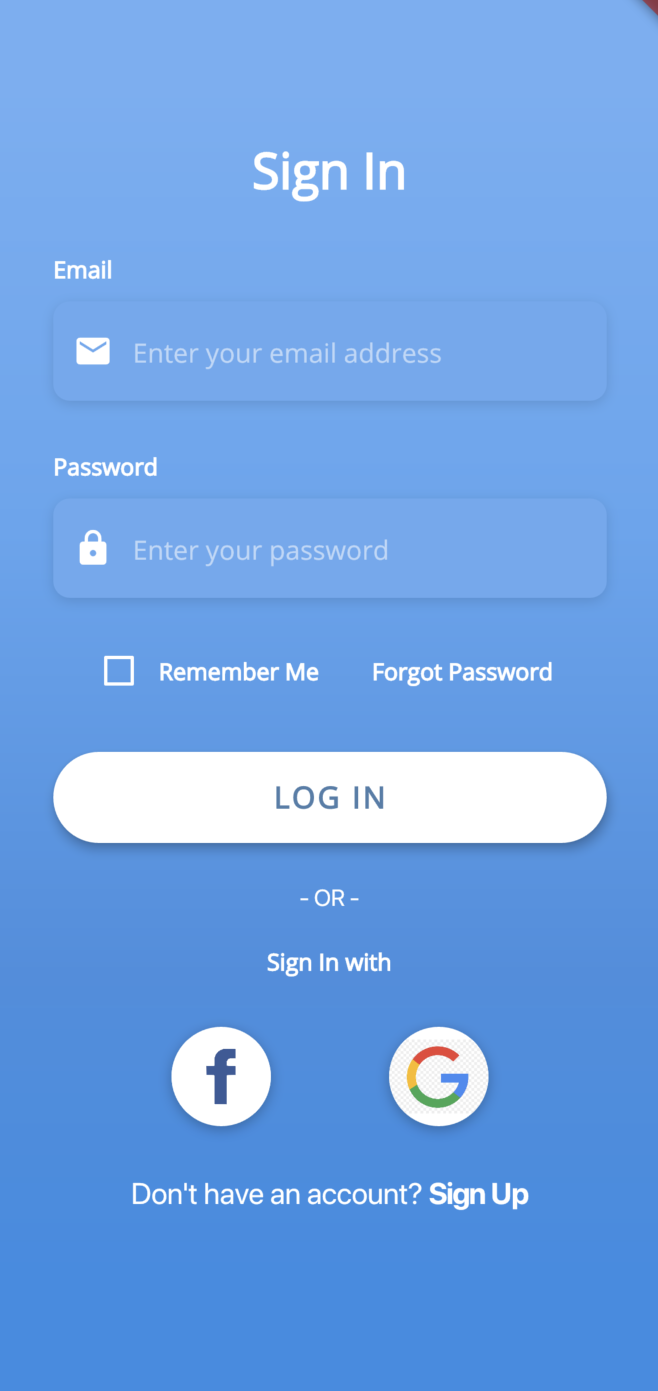 Sign In
Email
Enter your email address
Password
Enter your password
Remember Me Forgot Password
LOG IN
- OR -
Sign In with
f G
Don't have an account? Sign Up